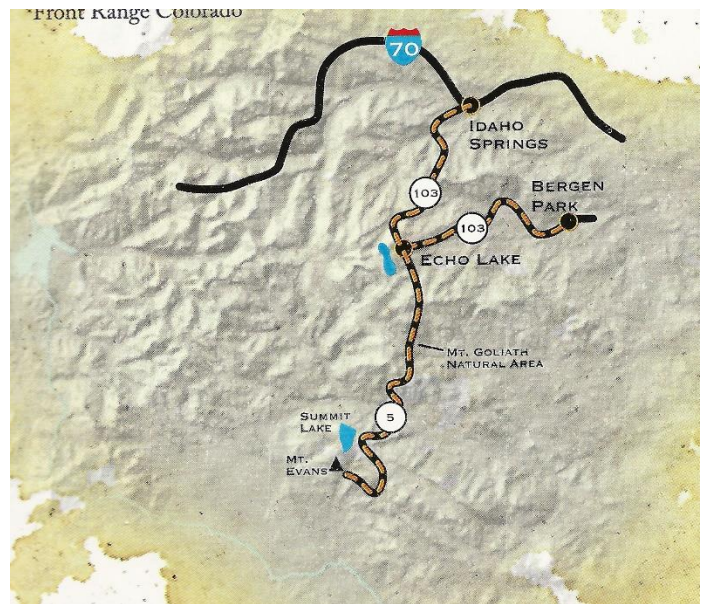 Front Range Colorado
70
IDAHO
SPRINGS
103
BERGEN
PARK
103
ECHO LAKE
MT. GOLIATH
NATURAL AREA
5
SUMMIT
LAKE
MT.
EVANS